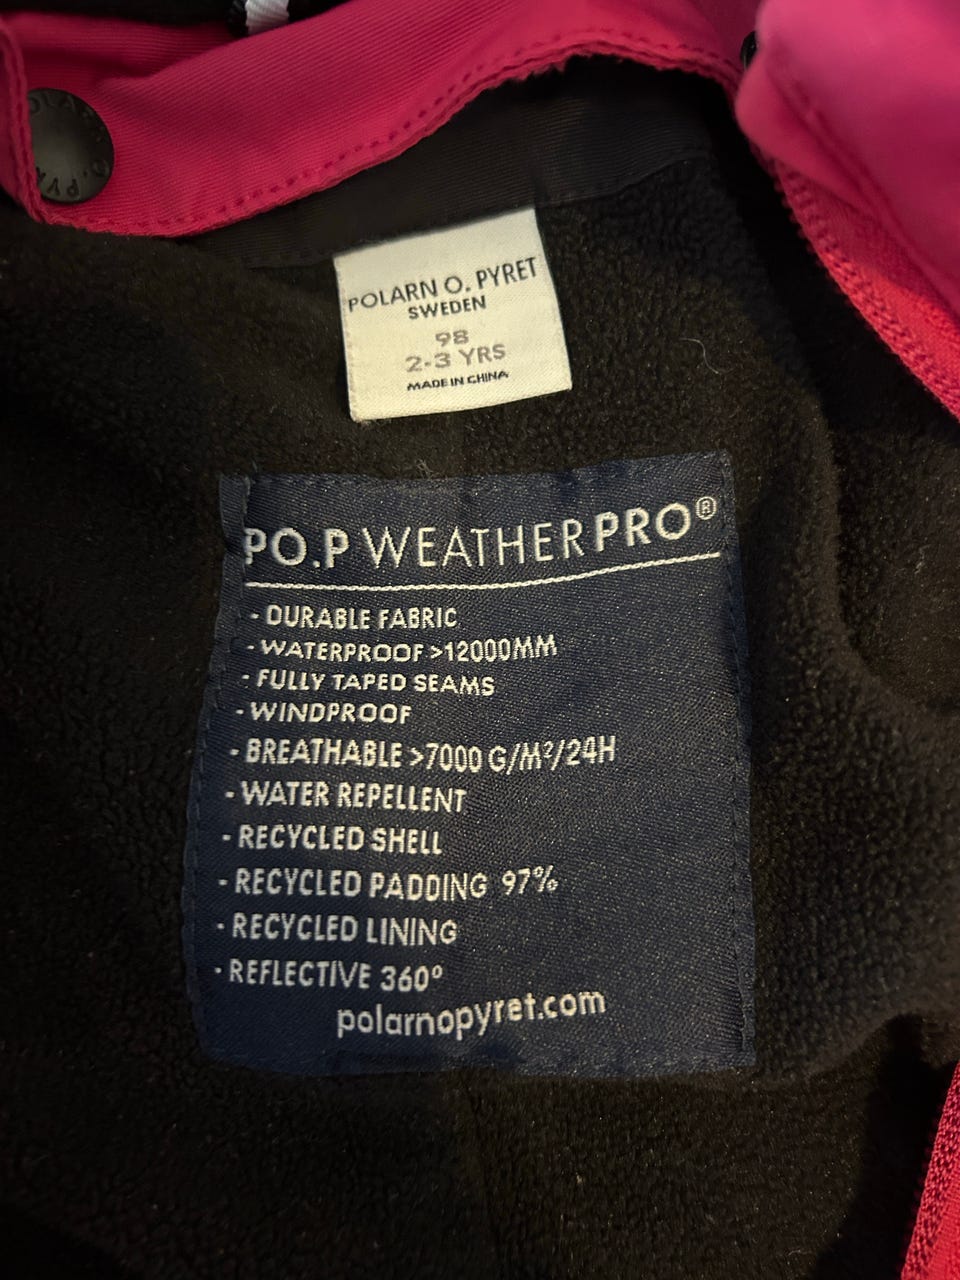 POLARN O. PYRET
SWEDEN
98
2-3 YRS
MADE IN CHINA
PO.P WEATHERPRO®
- DURABLE FABRIC
- WATERPROOF >12000MM
- FULLY TAPED SEAMS
- WINDPROOF
- BREATHABLE >7000 G/M²/24H
- WATER REPELLENT
- RECYCLED SHELL
- RECYCLED PADDING 97%
- RECYCLED LINING
- REFLECTIVE 360°
polarnopyret.com